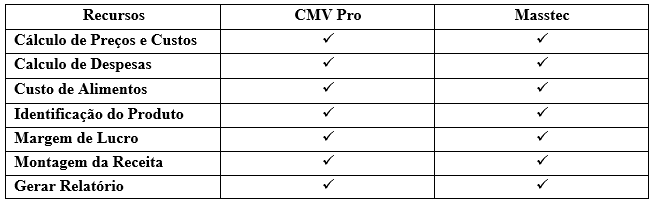 Recursos CMV Pro Masstec
Cálculo de Preços e Custos ✓ ✓
Calculo de Despesas ✓ ✓
Custo de Alimentos ✓ ✓
Identificação do Produto ✓ ✓
Margem de Lucro ✓ ✓
Montagem da Receita ✓ ✓
Gerar Relatório ✓ ✓